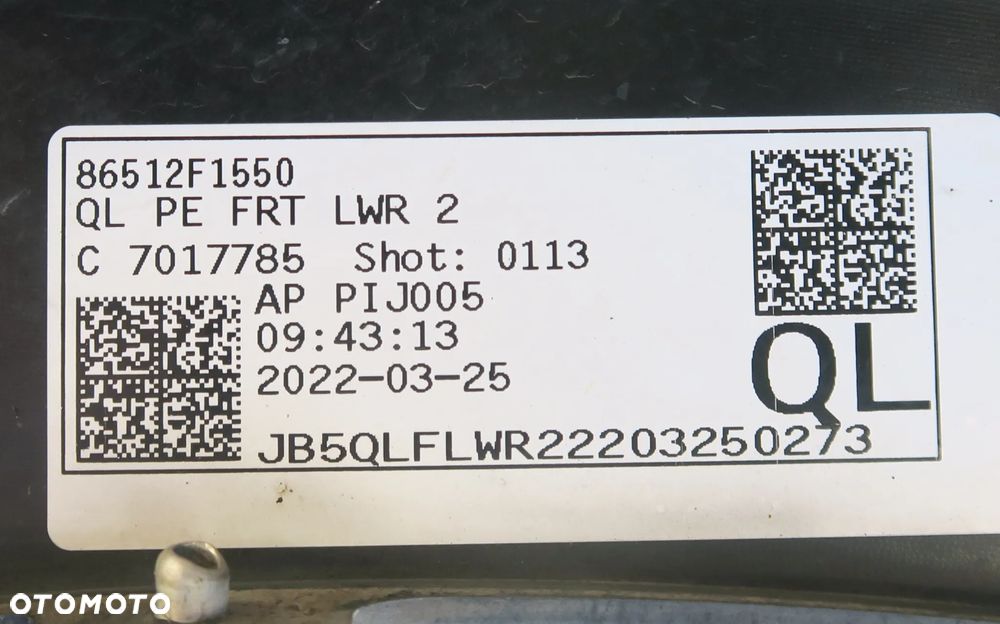 86512F1550
QL PE FRT LWR 2
C 7017785 Shot: 0113
AP PIJ005
09:43:13
2022-03-25
QL
JB5QLFLWR22203250273
OTOMOTO